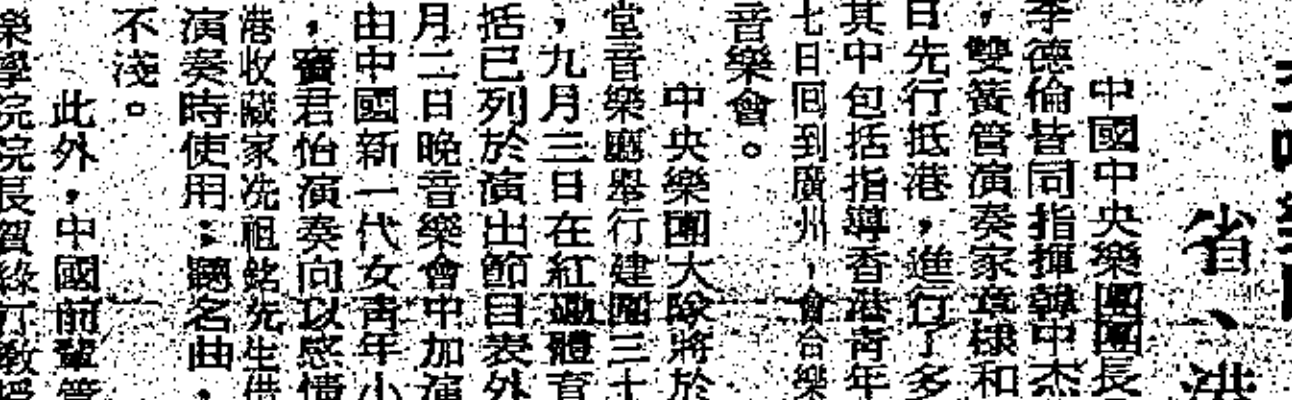 省、港
中國中央樂團團長
李德倫皆同指揮韓中杰
，雙簧管演奏家章棣和
日先行抵港，進行了多
其中包括指導香港青年
七日回到廣州，會合樂
音樂會。
中央樂團大隊將於
堂音樂廳舉行建團三十
，九月三日在紅磡體育
括已列於演出節目表外
月二日晚音樂會中加演
由中國新一代女青年小
，竇君怡演奏向以感情
港收藏家冼祖銘先生借
演奏時使用；聽名曲，
不淺。
此外，中國前輩管
樂學院院長賀綠汀教授